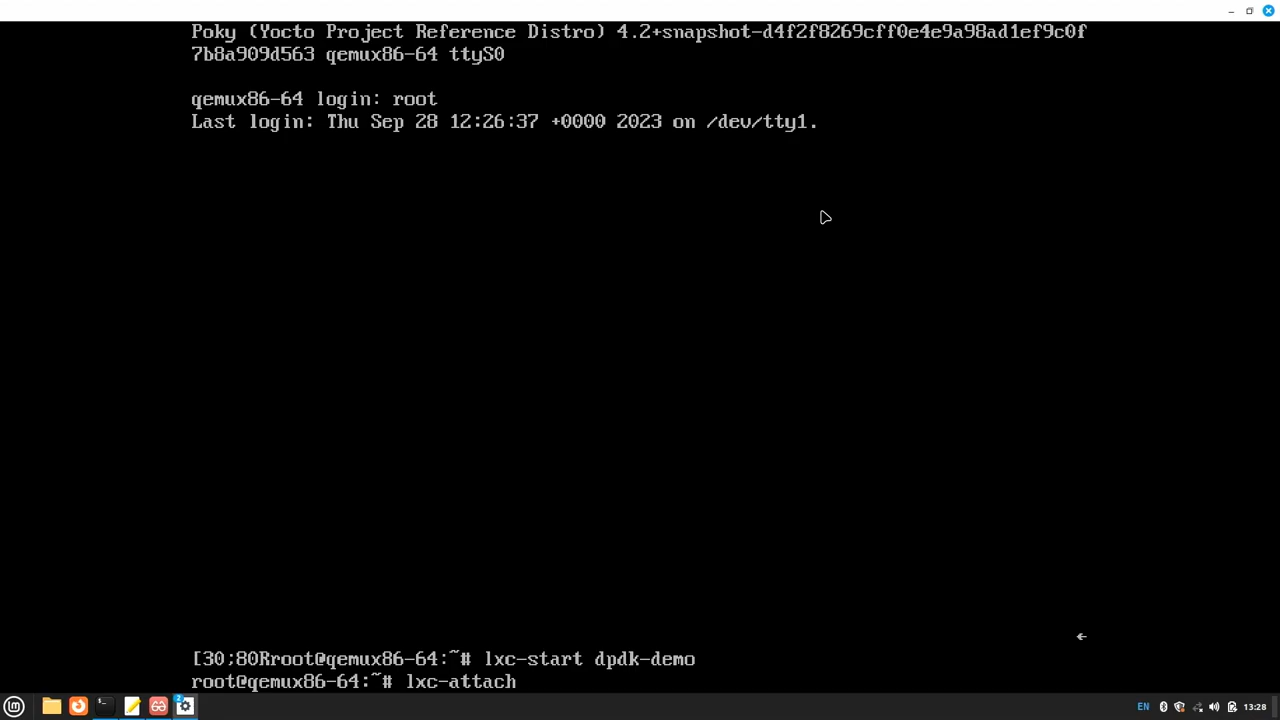 Poky (Yocto Project Reference Distro) 4.2+snapshot-d4f2f8269cff0e4e9a98ad1ef9c0f
7b8a909d563 qemux86-64 ttyS0
qemux86-64 login: root
Last login: Thu Sep 28 12:26:37 +0000 2023 on /dev/tty1.
[30;80Rroot@qemux86-64:~# lxc-start dpdk-demo
root@qemux86-64:~# lxc-attach
EN 13:28